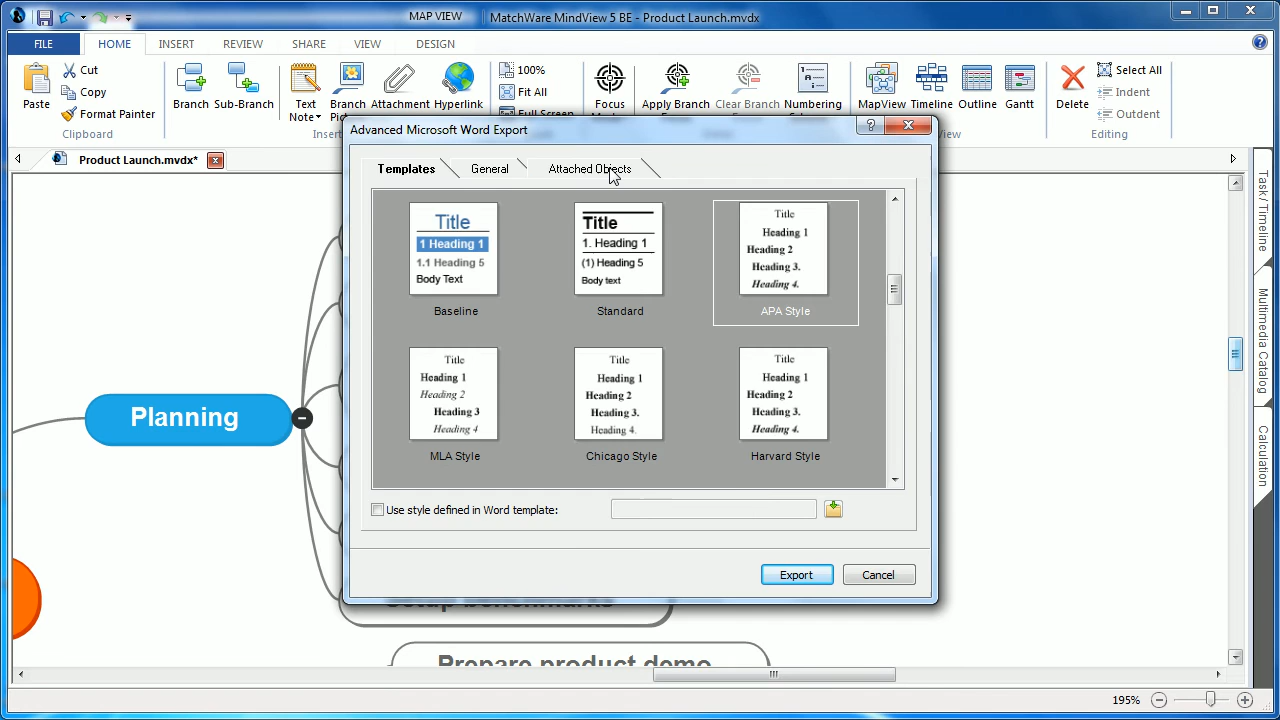 MAP VIEW
MatchWare MindView 5 BE - Product Launch.mvdx
FILE HOME INSERT REVIEW SHARE VIEW DESIGN
Paste
Cut
Copy
Format Painter
Clipboard
Branch
Sub-Branch
Text Note
Branch
Attachment
Hyperlink
100%
Fit All
Full Screen
Focus
Apply Branch
Clear Branch
Numbering
MapView
Timeline
Outline
Gantt
Delete
Select All
Indent
Outdent
Editing
Product Launch.mvdx*
Advanced Microsoft Word Export
Templates General Attached Objects
Title
1 Heading 1
1.1 Heading 5
Body Text
Baseline
Title
1. Heading 1
(1) Heading 5
Body text
Standard
Title
Heading 1
Heading 2
Heading 3.
Heading 4.
APA Style
Title
Heading 1
Heading 2
Heading 3
Heading 4
MLA Style
Title
Heading 1
Heading 2
Heading 3.
Heading 4.
Chicago Style
Title
Heading 1
Heading 2
Heading 3.
Heading 4.
Harvard Style
Use style defined in Word template:
Export
Cancel
Planning
Setup benchmarks
Prepare product demo
Task / Timeline
Multimedia Catalog
Calculation
195%